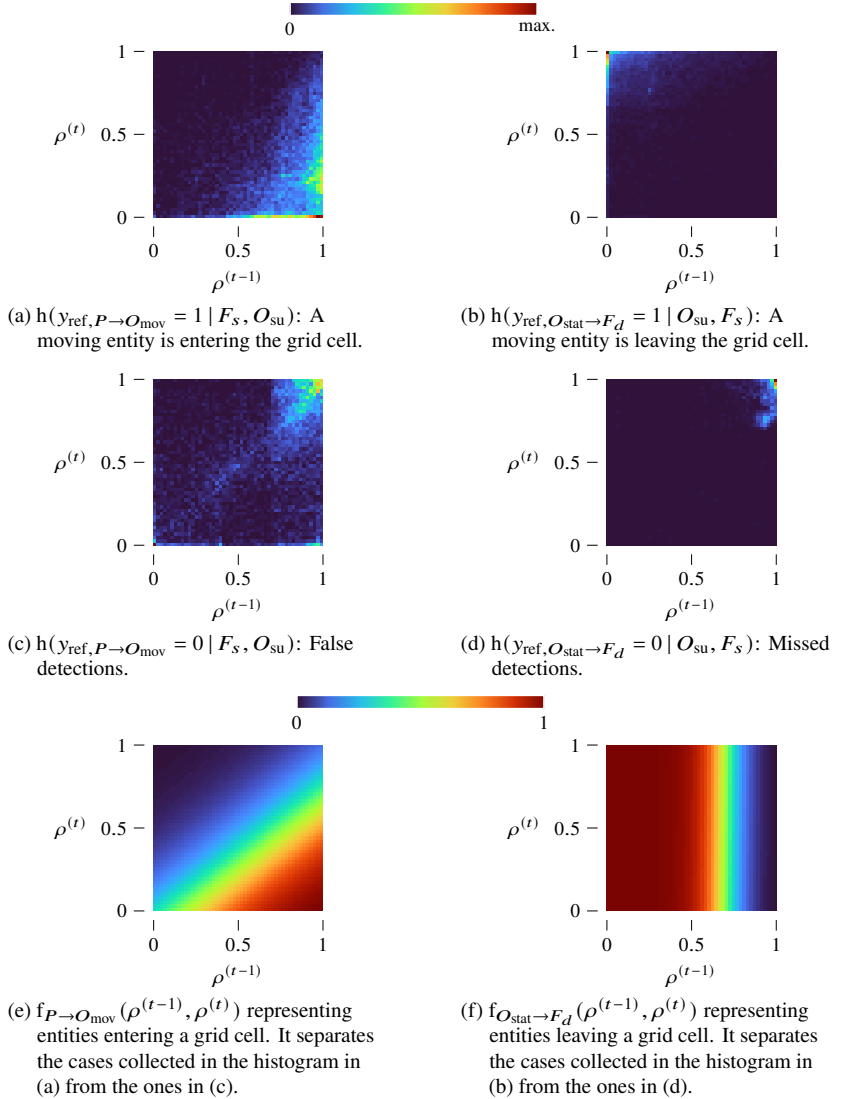 0 max.
1 1
ρ(t) 0.5 ρ(t) 0.5
0 0
0 0.5 1 0 0.5 1
ρ(t−1) ρ(t−1)
(a) h(y_ref,P→O_mov = 1 | F_s, O_su): A
moving entity is entering the grid cell.
(b) h(y_ref,O_stat→F_d = 1 | O_su, F_s): A
moving entity is leaving the grid cell.
1 1
ρ(t) 0.5 ρ(t) 0.5
0 0
0 0.5 1 0 0.5 1
ρ(t−1) ρ(t−1)
(c) h(y_ref,P→O_mov = 0 | F_s, O_su): False
detections.
(d) h(y_ref,O_stat→F_d = 0 | O_su, F_s): Missed
detections.
0 1
1 1
ρ(t) 0.5 ρ(t) 0.5
0 0
0 0.5 1 0 0.5 1
ρ(t−1) ρ(t−1)
(e) f_P→O_mov(ρ(t−1), ρ(t)) representing
entities entering a grid cell. It separates
the cases collected in the histogram in
(a) from the ones in (c).
(f) f_O_stat→F_d(ρ(t−1), ρ(t)) representing
entities leaving a grid cell. It separates
the cases collected in the histogram in
(b) from the ones in (d).